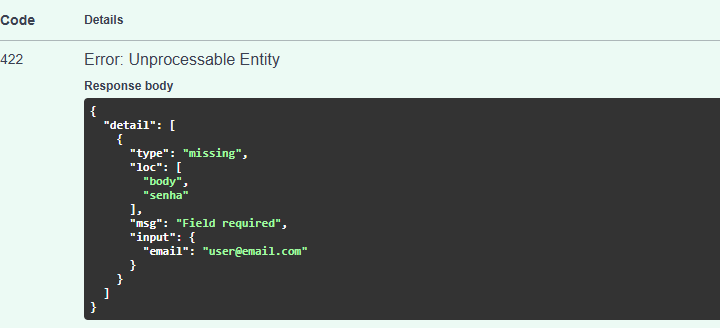 Code Details
422 Error: Unprocessable Entity
Response body
{
  "detail": [
    {
      "type": "missing",
      "loc": [
        "body",
        "senha"
      ],
      "msg": "Field required",
      "input": {
        "email": "user@email.com"
      }
    }
  ]
}